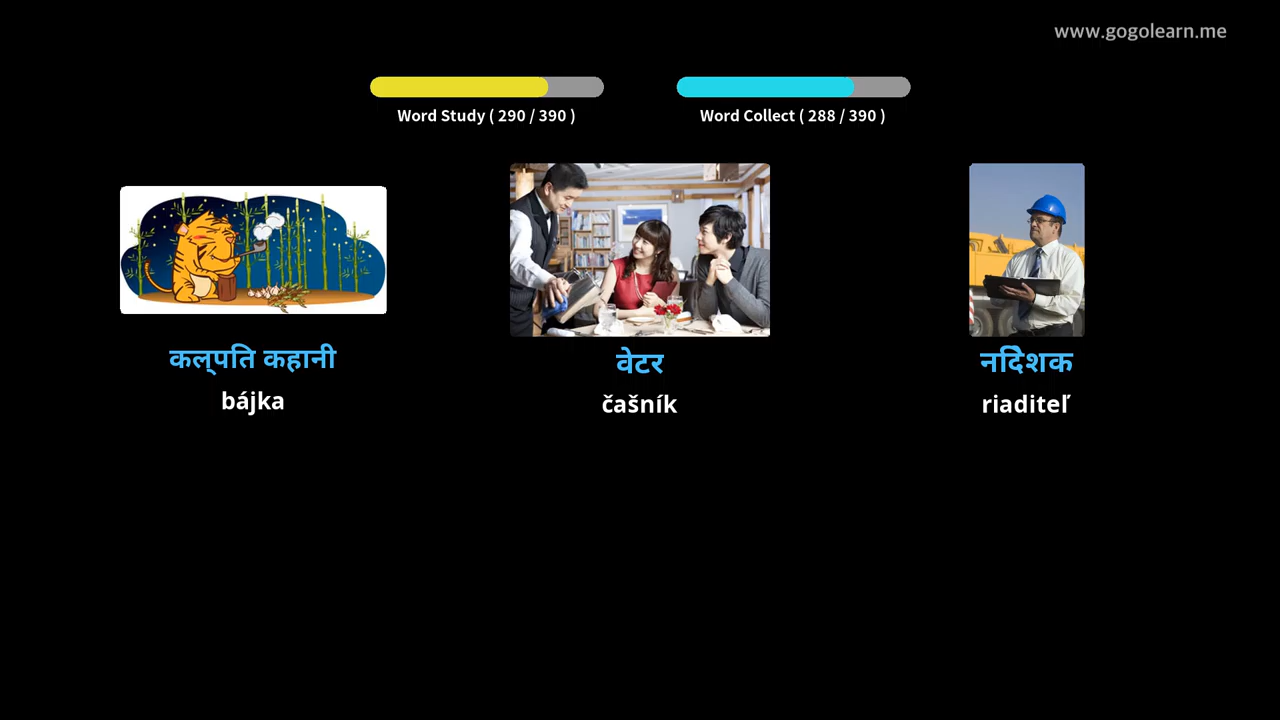 www.gogolearn.me
Word Study ( 290 / 390 )
Word Collect ( 288 / 390 )
कल्पति कहानी
वेटर
निदेशक
bájka
čašník
riaditeľ